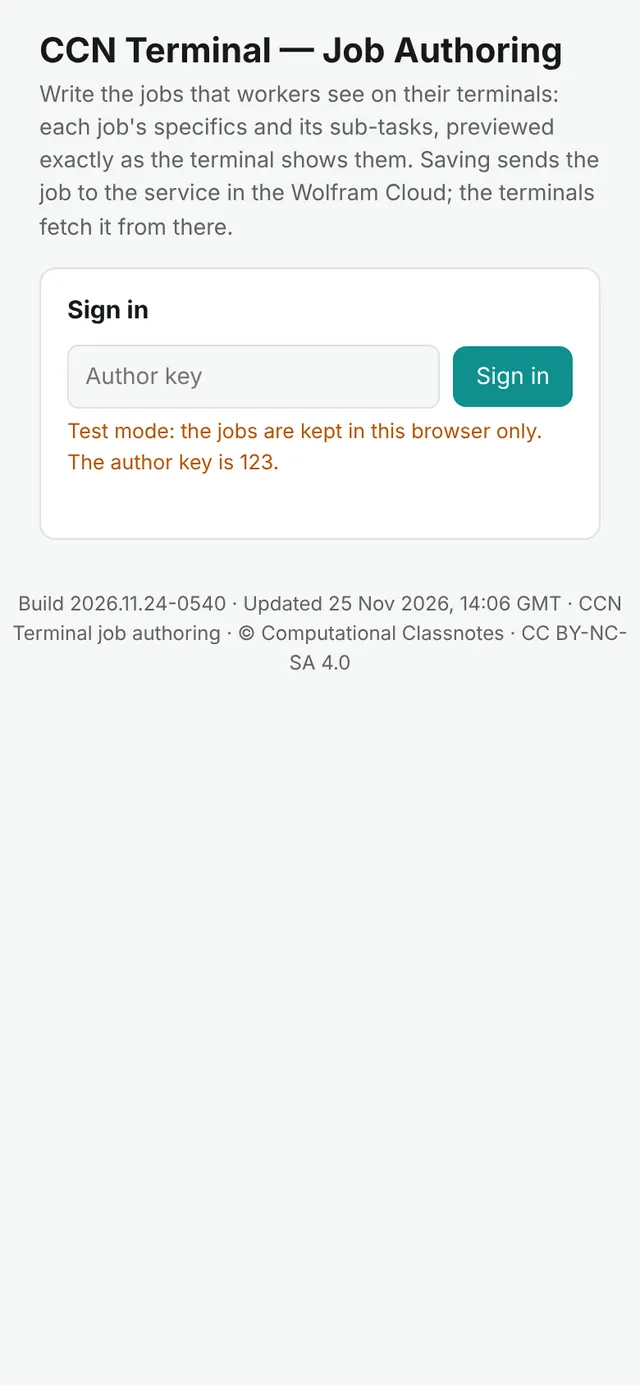 CCN Terminal — Job Authoring
Write the jobs that workers see on their terminals:
each job's specifics and its sub-tasks, previewed
exactly as the terminal shows them. Saving sends the
job to the service in the Wolfram Cloud; the terminals
fetch it from there.
Sign in
Author key
Sign in
Test mode: the jobs are kept in this browser only.
The author key is 123.
Build 2026.11.24-0540 · Updated 25 Nov 2026, 14:06 GMT · CCN
Terminal job authoring · © Computational Classnotes · CC BY-NC-
SA 4.0